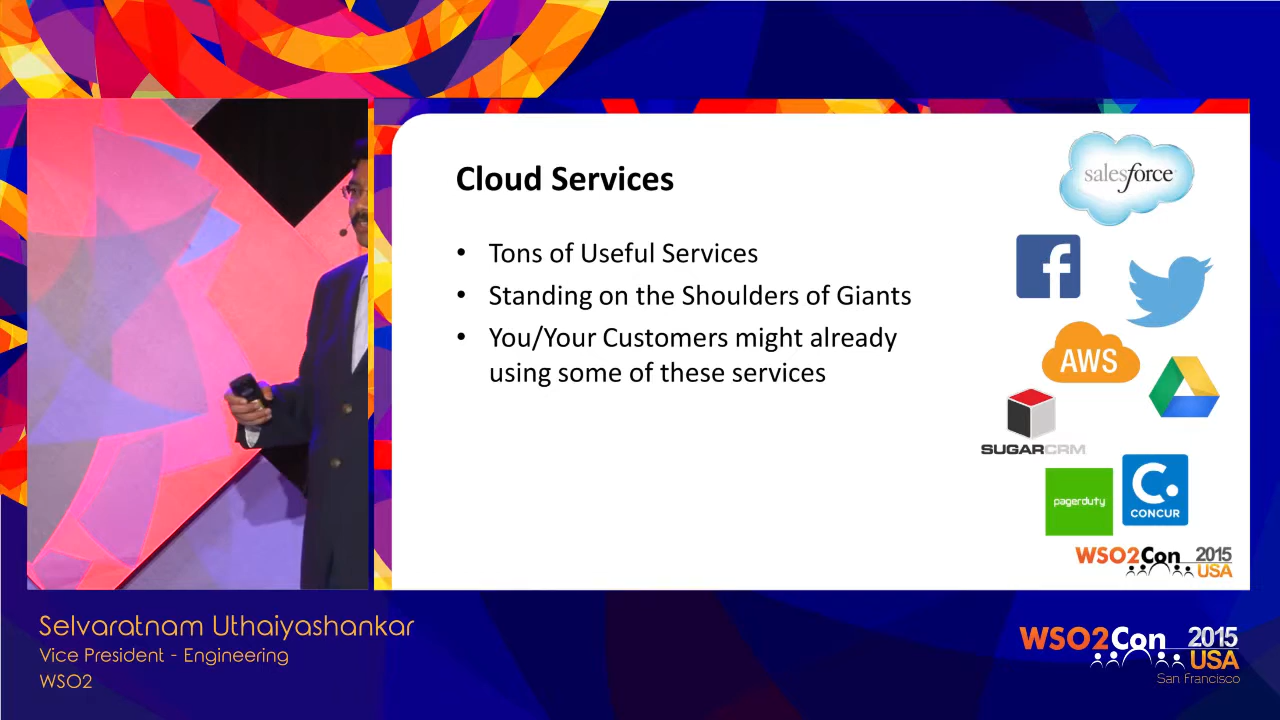 Cloud Services
• Tons of Useful Services
• Standing on the Shoulders of Giants
• You/Your Customers might already
using some of these services
salesforce
f
AWS
SUGARCRM
pagerduty
C.
CONCUR
WSO2Con 2015
USA
Selvaratnam Uthaiyashankar
Vice President - Engineering
WSO2
WSO2Con 2015
USA
San Francisco